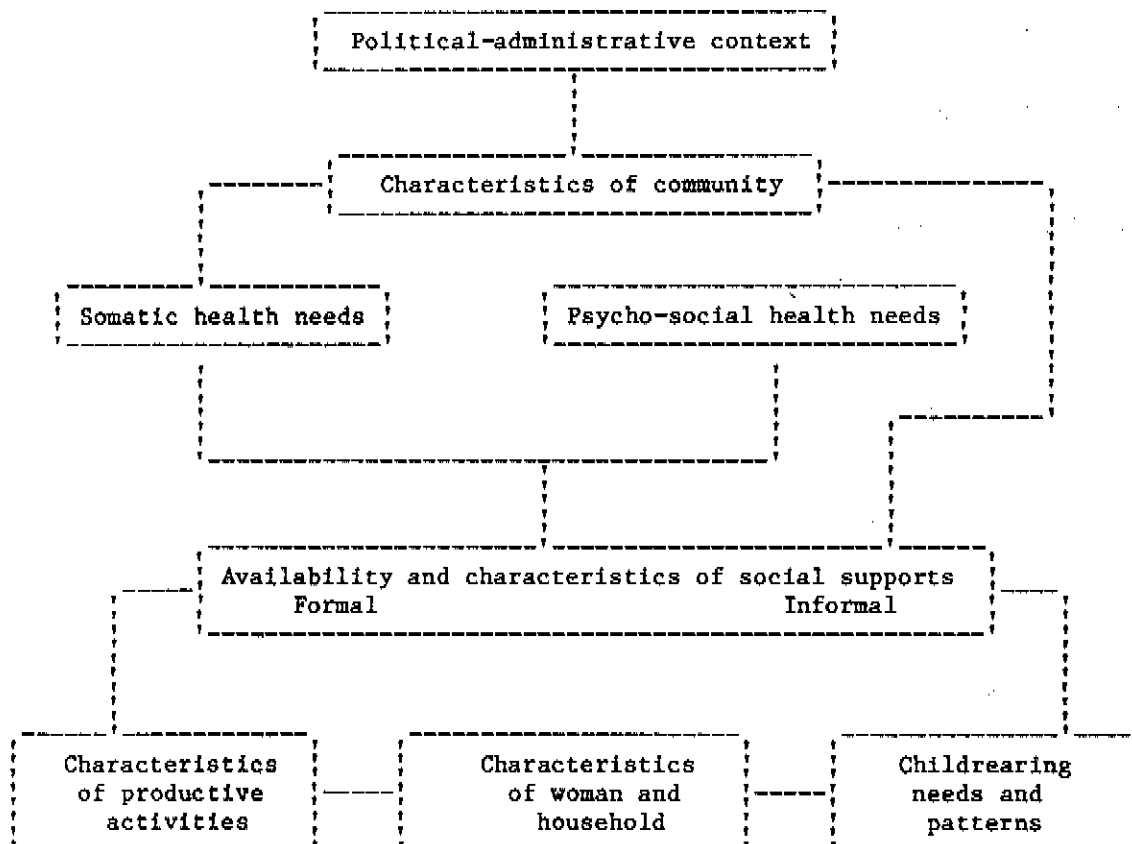 Political-administrative context
Characteristics of community
Somatic health needs
Psycho-social health needs
Availability and characteristics of social supports
Formal Informal
Characteristics
of productive
activities
Characteristics
of woman and
household
Childrearing
needs and
patterns